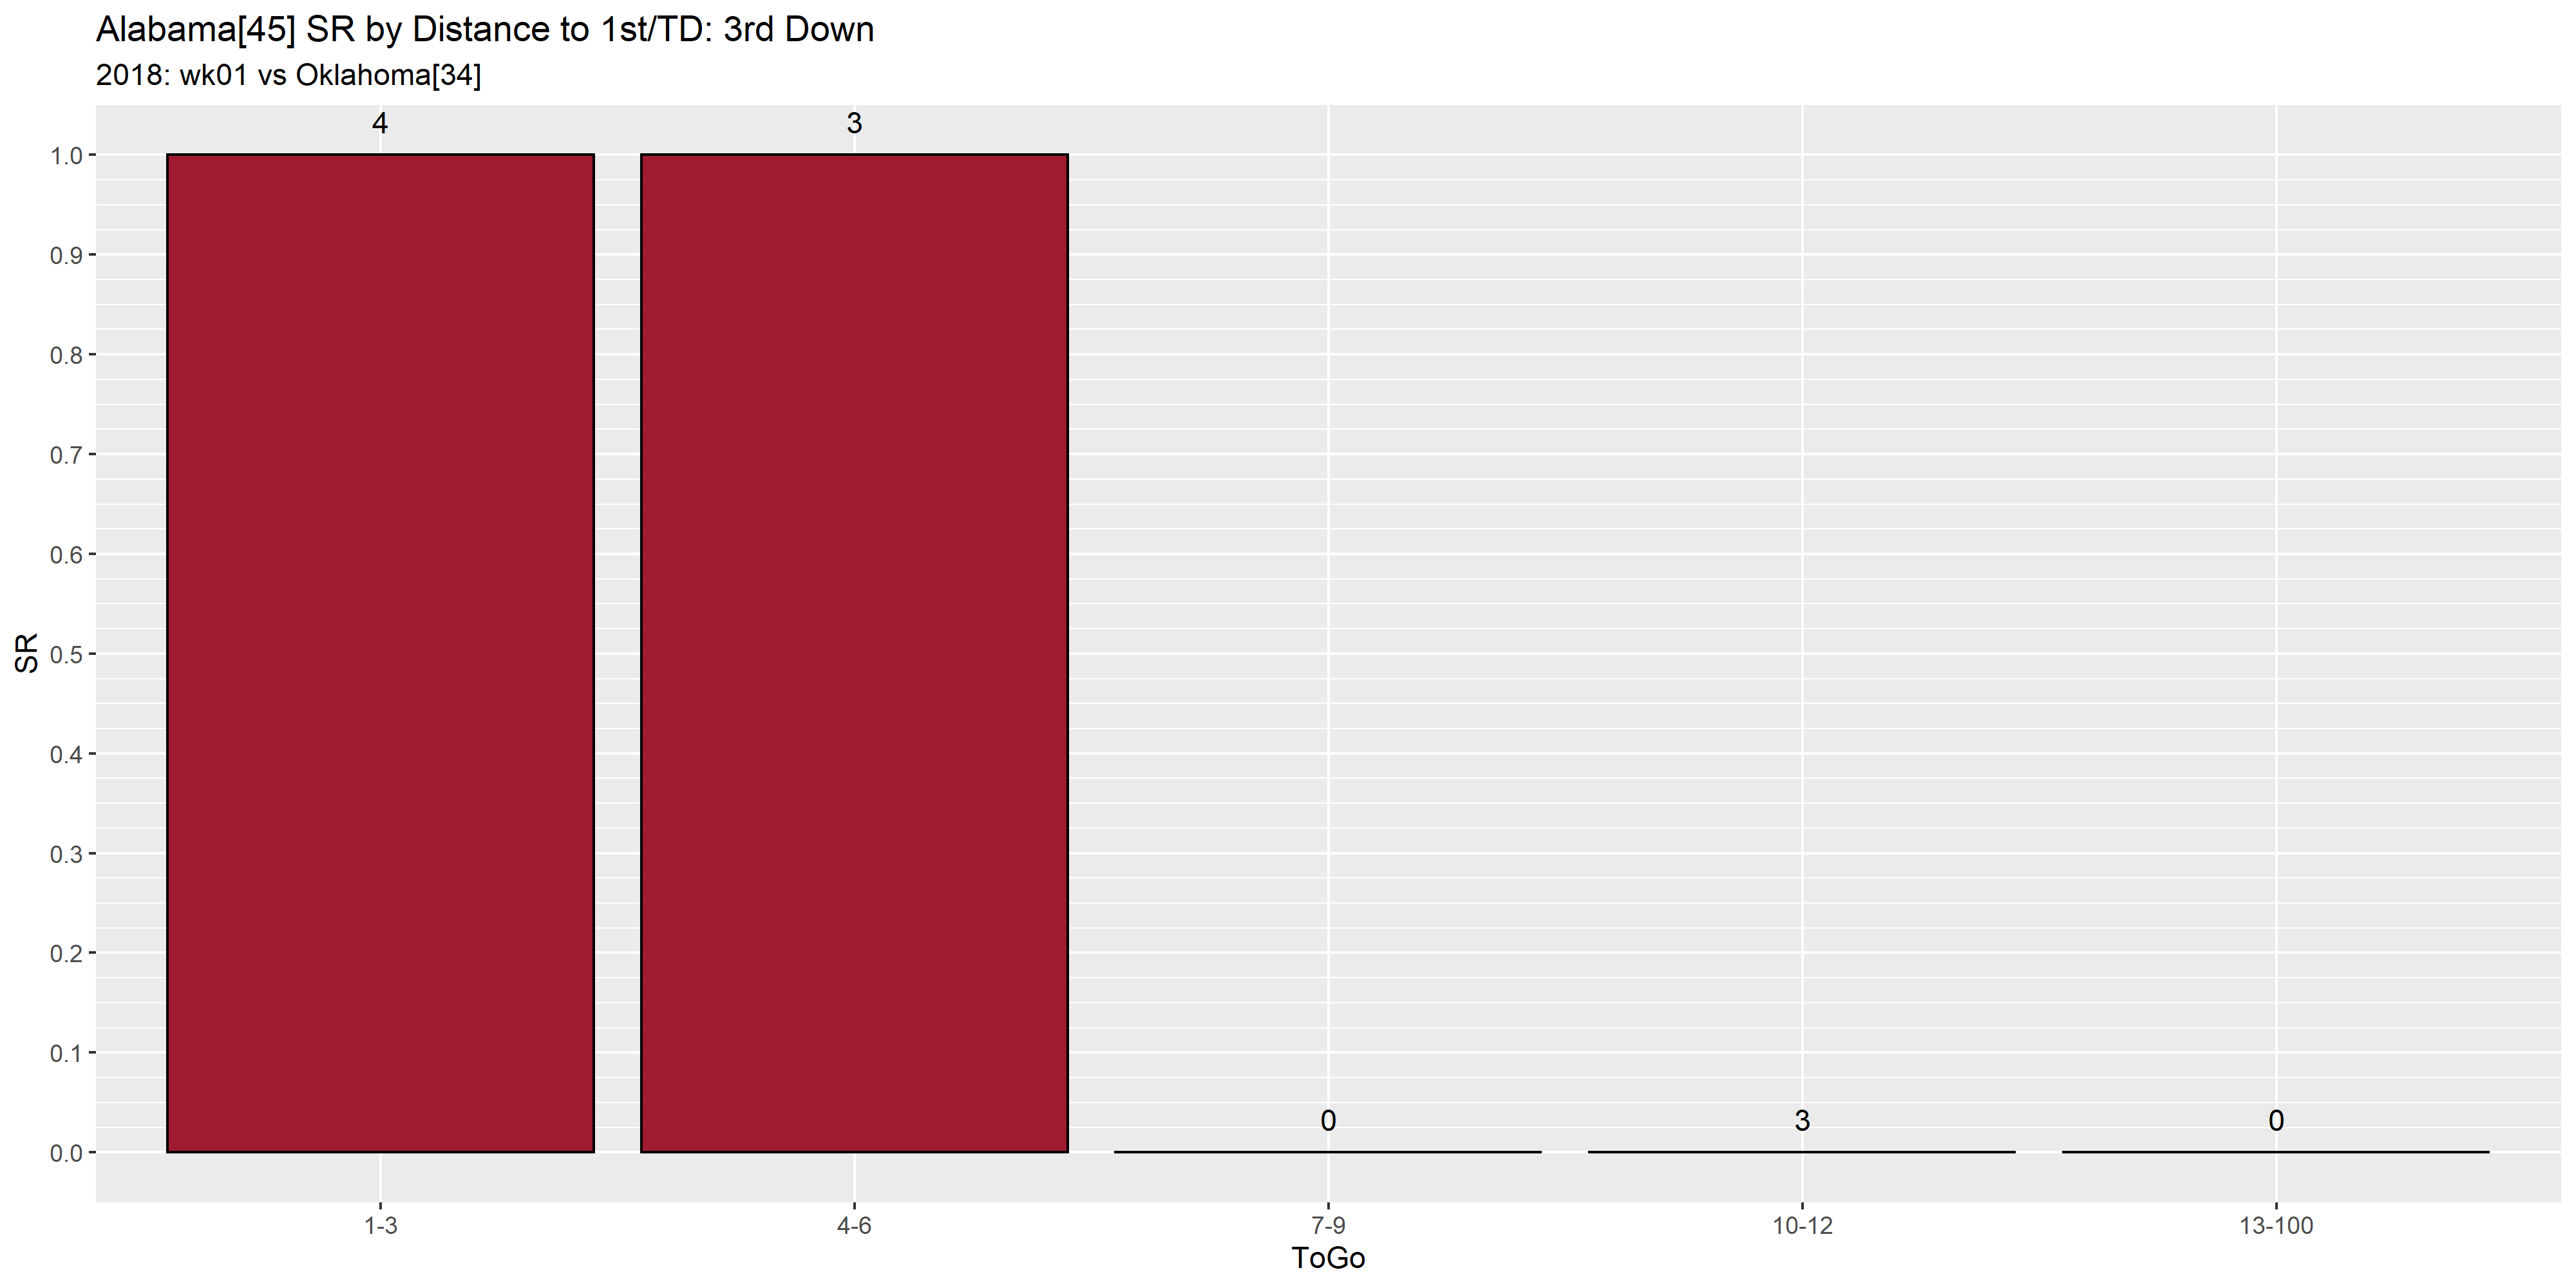 Alabama[45] SR by Distance to 1st/TD: 3rd Down
2018: wk01 vs Oklahoma[34]
4 3
1.0
0.9
0.8
0.7
0.6
0.5
0.4
0.3
0.2
0.1
0.0
SR
0 3 0
1-3 4-6 7-9 10-12 13-100
ToGo